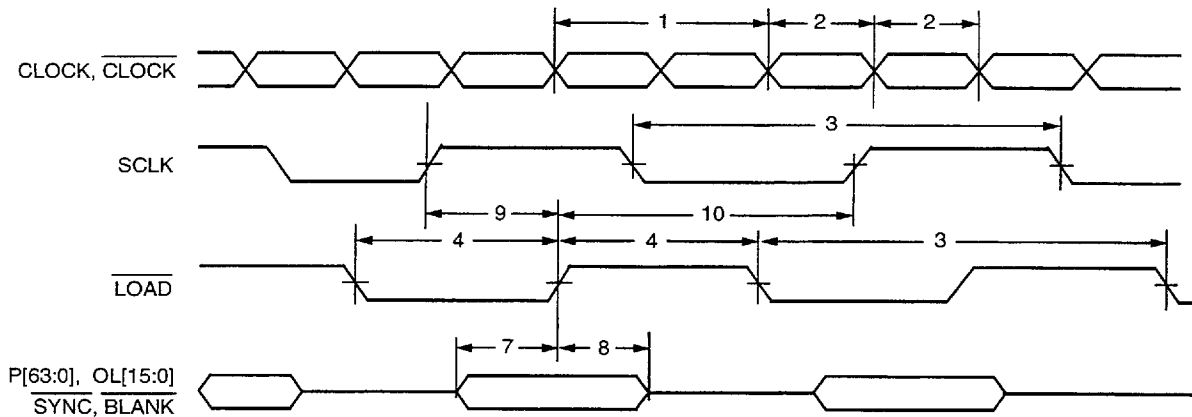 1 2 2
CLOCK, CLOCK
3
SCLK
9 10
4 4 3
LOAD
7 8
P[63:0], OL[15:0]
SYNC, BLANK